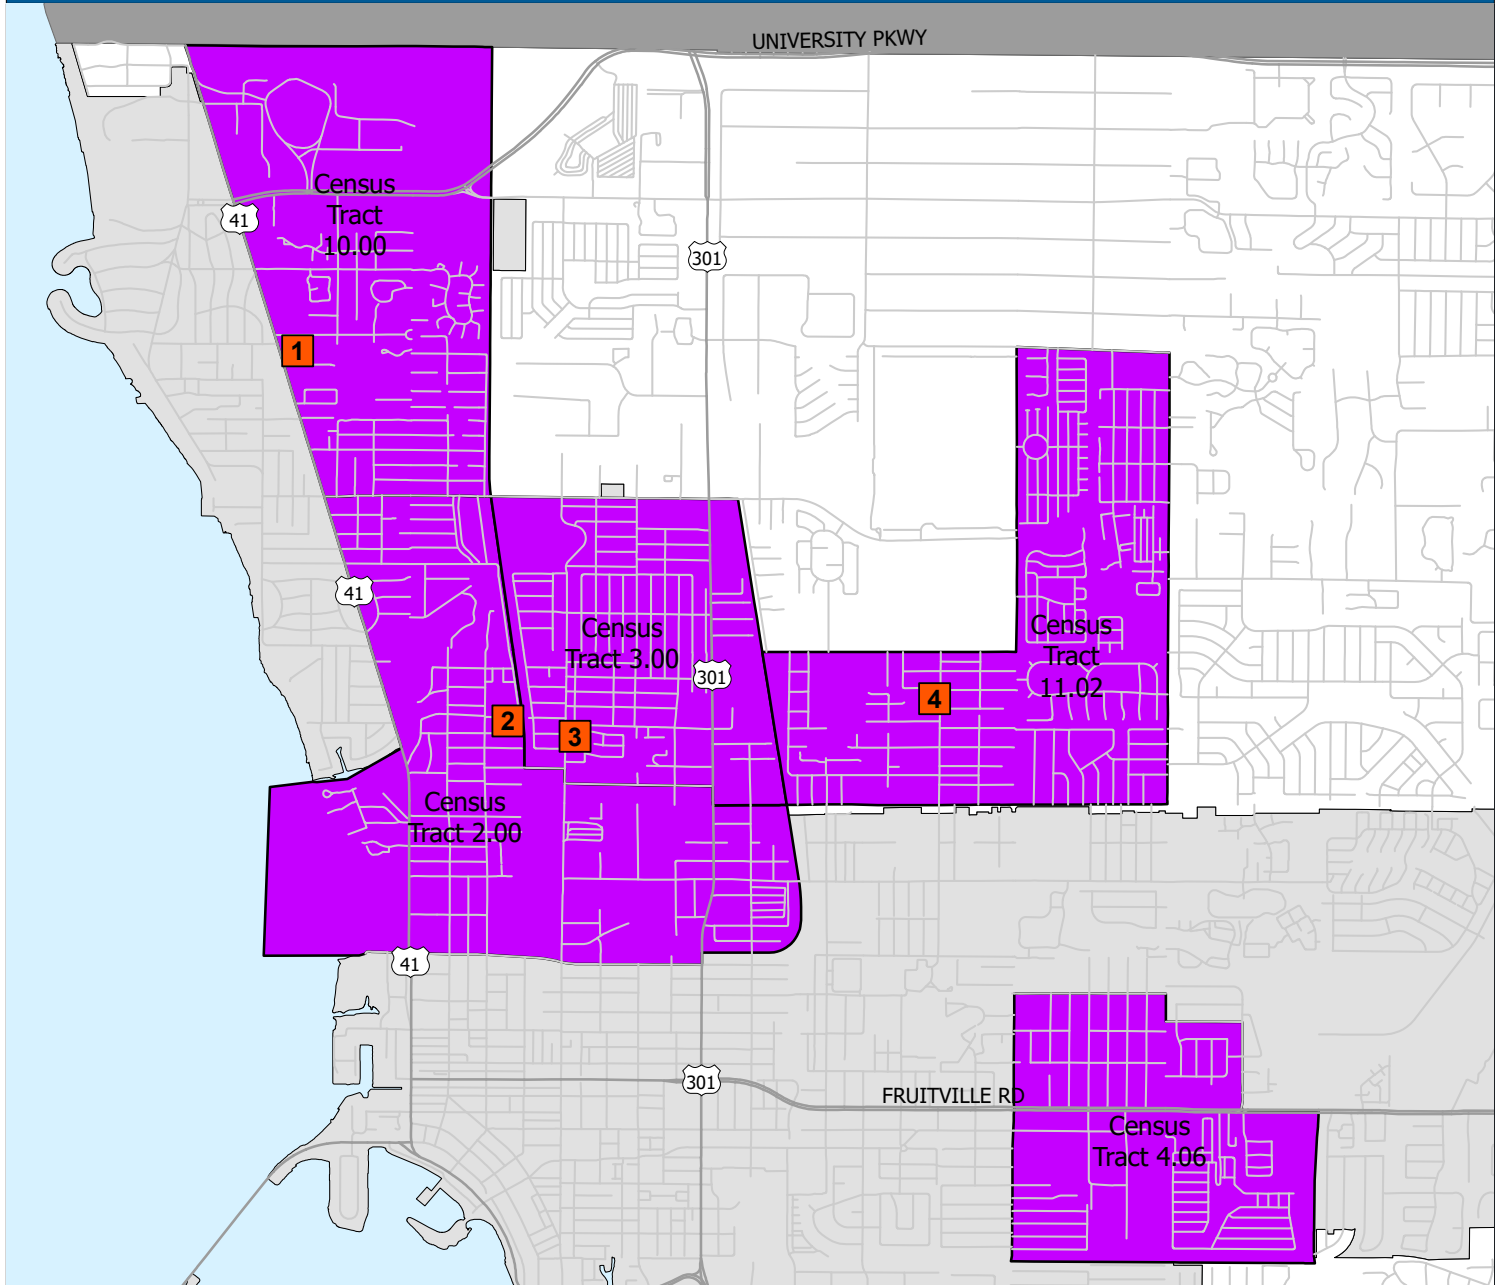 UNIVERSITY PKWY
Census
Tract
10.00
41
301
1
41
Census
Tract 3.00
Census
Tract
11.02
301
4
2
3
Census
Tract 2.00
41
301
FRUITVILLE RD
Census
Tract 4.06